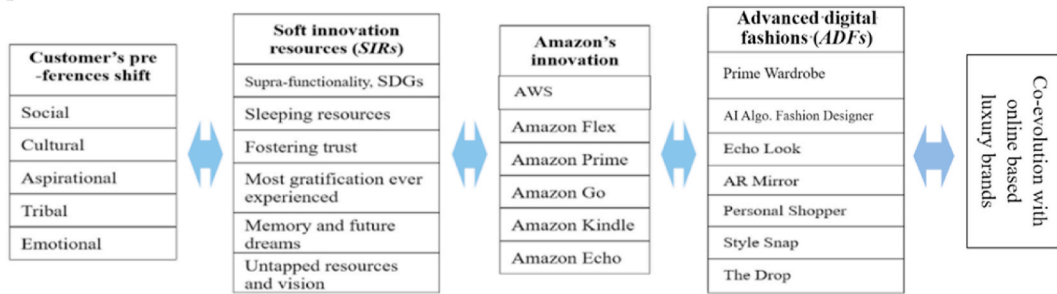 Customer's pre
-ferences shift
Social
Cultural
Aspirational
Tribal
Emotional
Soft innovation
resources (SIRs)
Supra-functionality, SDGs
Sleeping resources
Fostering trust
Most gratification ever
experienced
Memory and future
dreams
Untapped resources
and vision
Amazon's
innovation
AWS
Amazon Flex
Amazon Prime
Amazon Go
Amazon Kindle
Amazon Echo
Advanced digital
fashions (ADFs)
Prime Wardrobe
AI Algo. Fashion Designer
Echo Look
AR Mirror
Personal Shopper
Style Snap
The Drop
Co-evolution with
online based
luxury brands